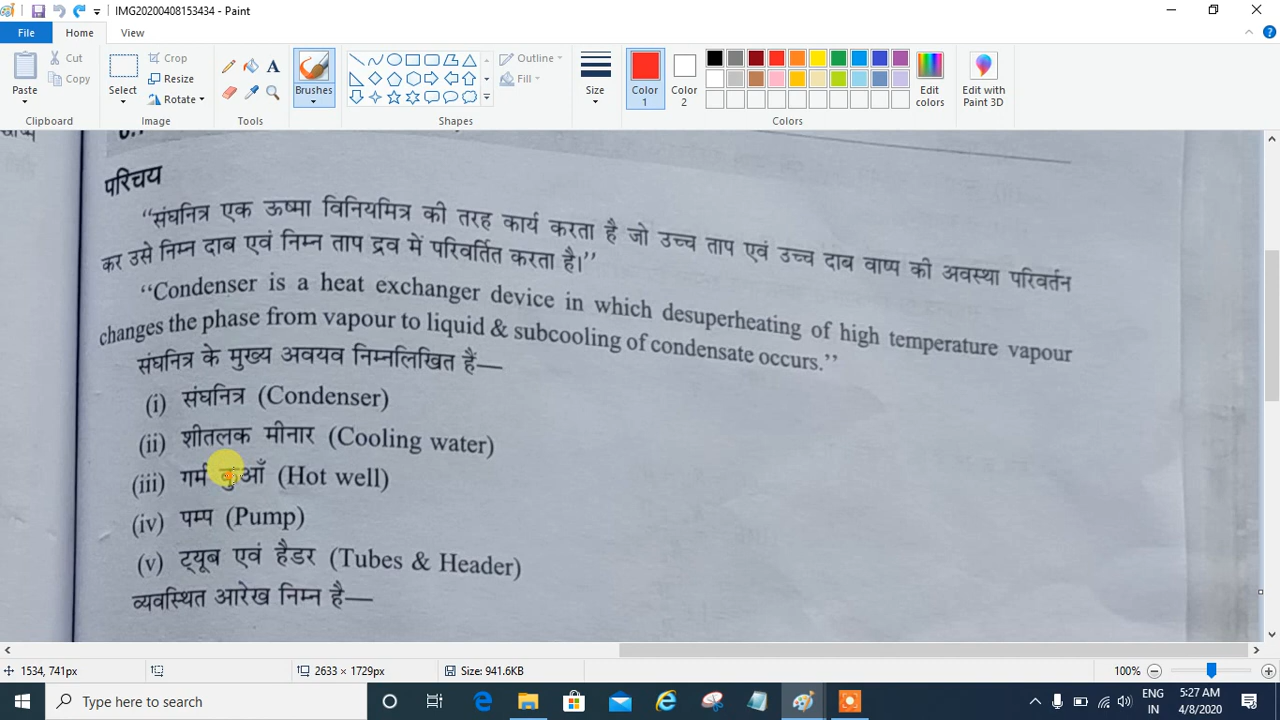 IMG20200408153434 - Paint
File Home View
Paste Cut Copy Clipboard
Select Crop Resize Rotate Image
Tools
Brushes
Shapes Outline Fill
Size
Color 1 Color 2 Edit colors Colors
Edit with Paint 3D
परिचय
“संघनित्र एक ऊष्मा विनियमित्र की तरह कार्य करता है जो उच्च ताप एवं उच्च दाब वाष्प की अवस्था परिवर्तन
कर उसे निम्न दाब एवं निम्न ताप द्रव में परिवर्तित करता है।”
“Condenser is a heat exchanger device in which desuperheating of high temperature vapour
changes the phase from vapour to liquid & subcooling of condensate occurs.”
संघनित्र के मुख्य अवयव निम्नलिखित हैं—
(i) संघनित्र (Condenser)
(ii) शीतलक मीनार (Cooling water)
(iii) गर्म कुआँ (Hot well)
(iv) पम्प (Pump)
(v) ट्यूब एवं हैडर (Tubes & Header)
व्यवस्थित आरेख निम्न है—
1534, 741px 2633 × 1729px Size: 941.6KB 100%
Type here to search
ENG 5:27 AM
IN 4/8/2020